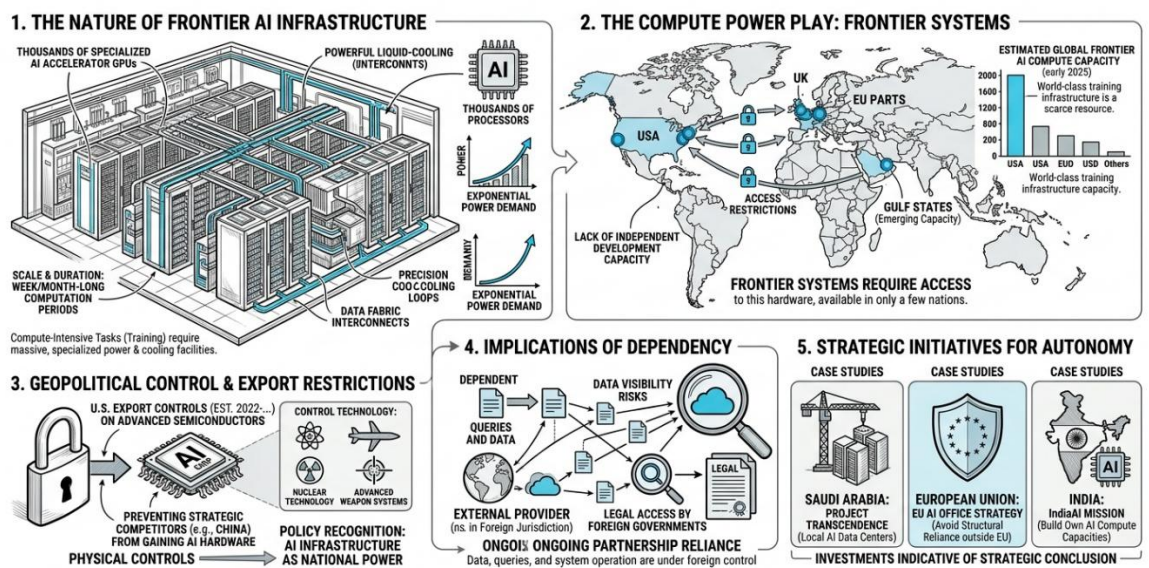 1. THE NATURE OF FRONTIER AI INFRASTRUCTURE
THOUSANDS OF SPECIALIZED
AI ACCELERATOR GPUs
POWERFUL LIQUID-COOLING
(IINTERCONNTS)
AI
THOUSANDS OF
PROCESSORS
POWER
EXPONENTIAL
POWER DEMAND
DEMANLY
EXPONENTIAL
POWER DEMAND
SCALE & DURATION:
WEEK/MONTH-LONG
COMPUTATION
PERIODS
PRECISION
LOOPS
DATA FABRIC
INTERCONNECTS
Compute-Intensive Tasks (Training) require
massive, specialized power & cooling facilities.
2. THE COMPUTE POWER PLAY: FRONTIER SYSTEMS
UK
EU PARTS
USA
ACCESS
RESTRICTIONS
GULF STATES
(Emerging Capacity)
LACK OF INDEPENDENT
DEVELOPMENT
CAPACITY
FRONTIER SYSTEMS REQUIRE ACCESS
to this hardware, available in only a few nations.
ESTIMATED GLOBAL FRONTIER
AI COMPUTE CAPACITY
(early 2025)
World-class training
infrastructure is a
scarce resource.
2000
1600
1200
600
200
0
USA USA EUO USD Others
World-class training
infrastructure capacity.
3. GEOPOLITICAL CONTROL & EXPORT RESTRICTIONS
U.S. EXPORT CONTROLS (EST. 2022-...)
ON ADVANCED SEMICONDUCTORS
AI
CHIP
CONTROL TECHNOLOGY:
NUCLEAR
TECHNOLOGY
ADVANCED
WEAPON SYSTEMS
PREVENTING STRATEGIC
COMPETITORS (e.g., CHINA)
FROM GAINING AI HARDWARE
PHYSICAL CONTROLS
POLICY RECOGNITION:
AI INFRASTRUCTURE
AS NATIONAL POWER
4. IMPLICATIONS OF DEPENDENCY
DEPENDENT
QUERIES
AND DATA
DATA VISIBILITY
RISKS
LEGAL
EXTERNAL PROVIDER
(ns. in Foreign Jurisdiction)
LEGAL ACCESS BY
FOREIGN GOVERNMENTS
ONGOING PARTNERSHIP RELIANCE
Data, queries, and system operation are under foreign control
5. STRATEGIC INITIATIVES FOR AUTONOMY
CASE STUDIES
SAUDI ARABIA:
PROJECT
TRANSCENDENCE
(Local AI Data Centers)
CASE STUDIES
EUROPEAN UNION:
EU AI OFFICE STRATEGY
(Avoid Structural
Reliance outside EU)
CASE STUDIES
AI
INDIA:
IndiaAI MISSION
(Build Own AI Compute
Capacities)
INVESTMENTS INDICATIVE OF STRATEGIC CONCLUSION